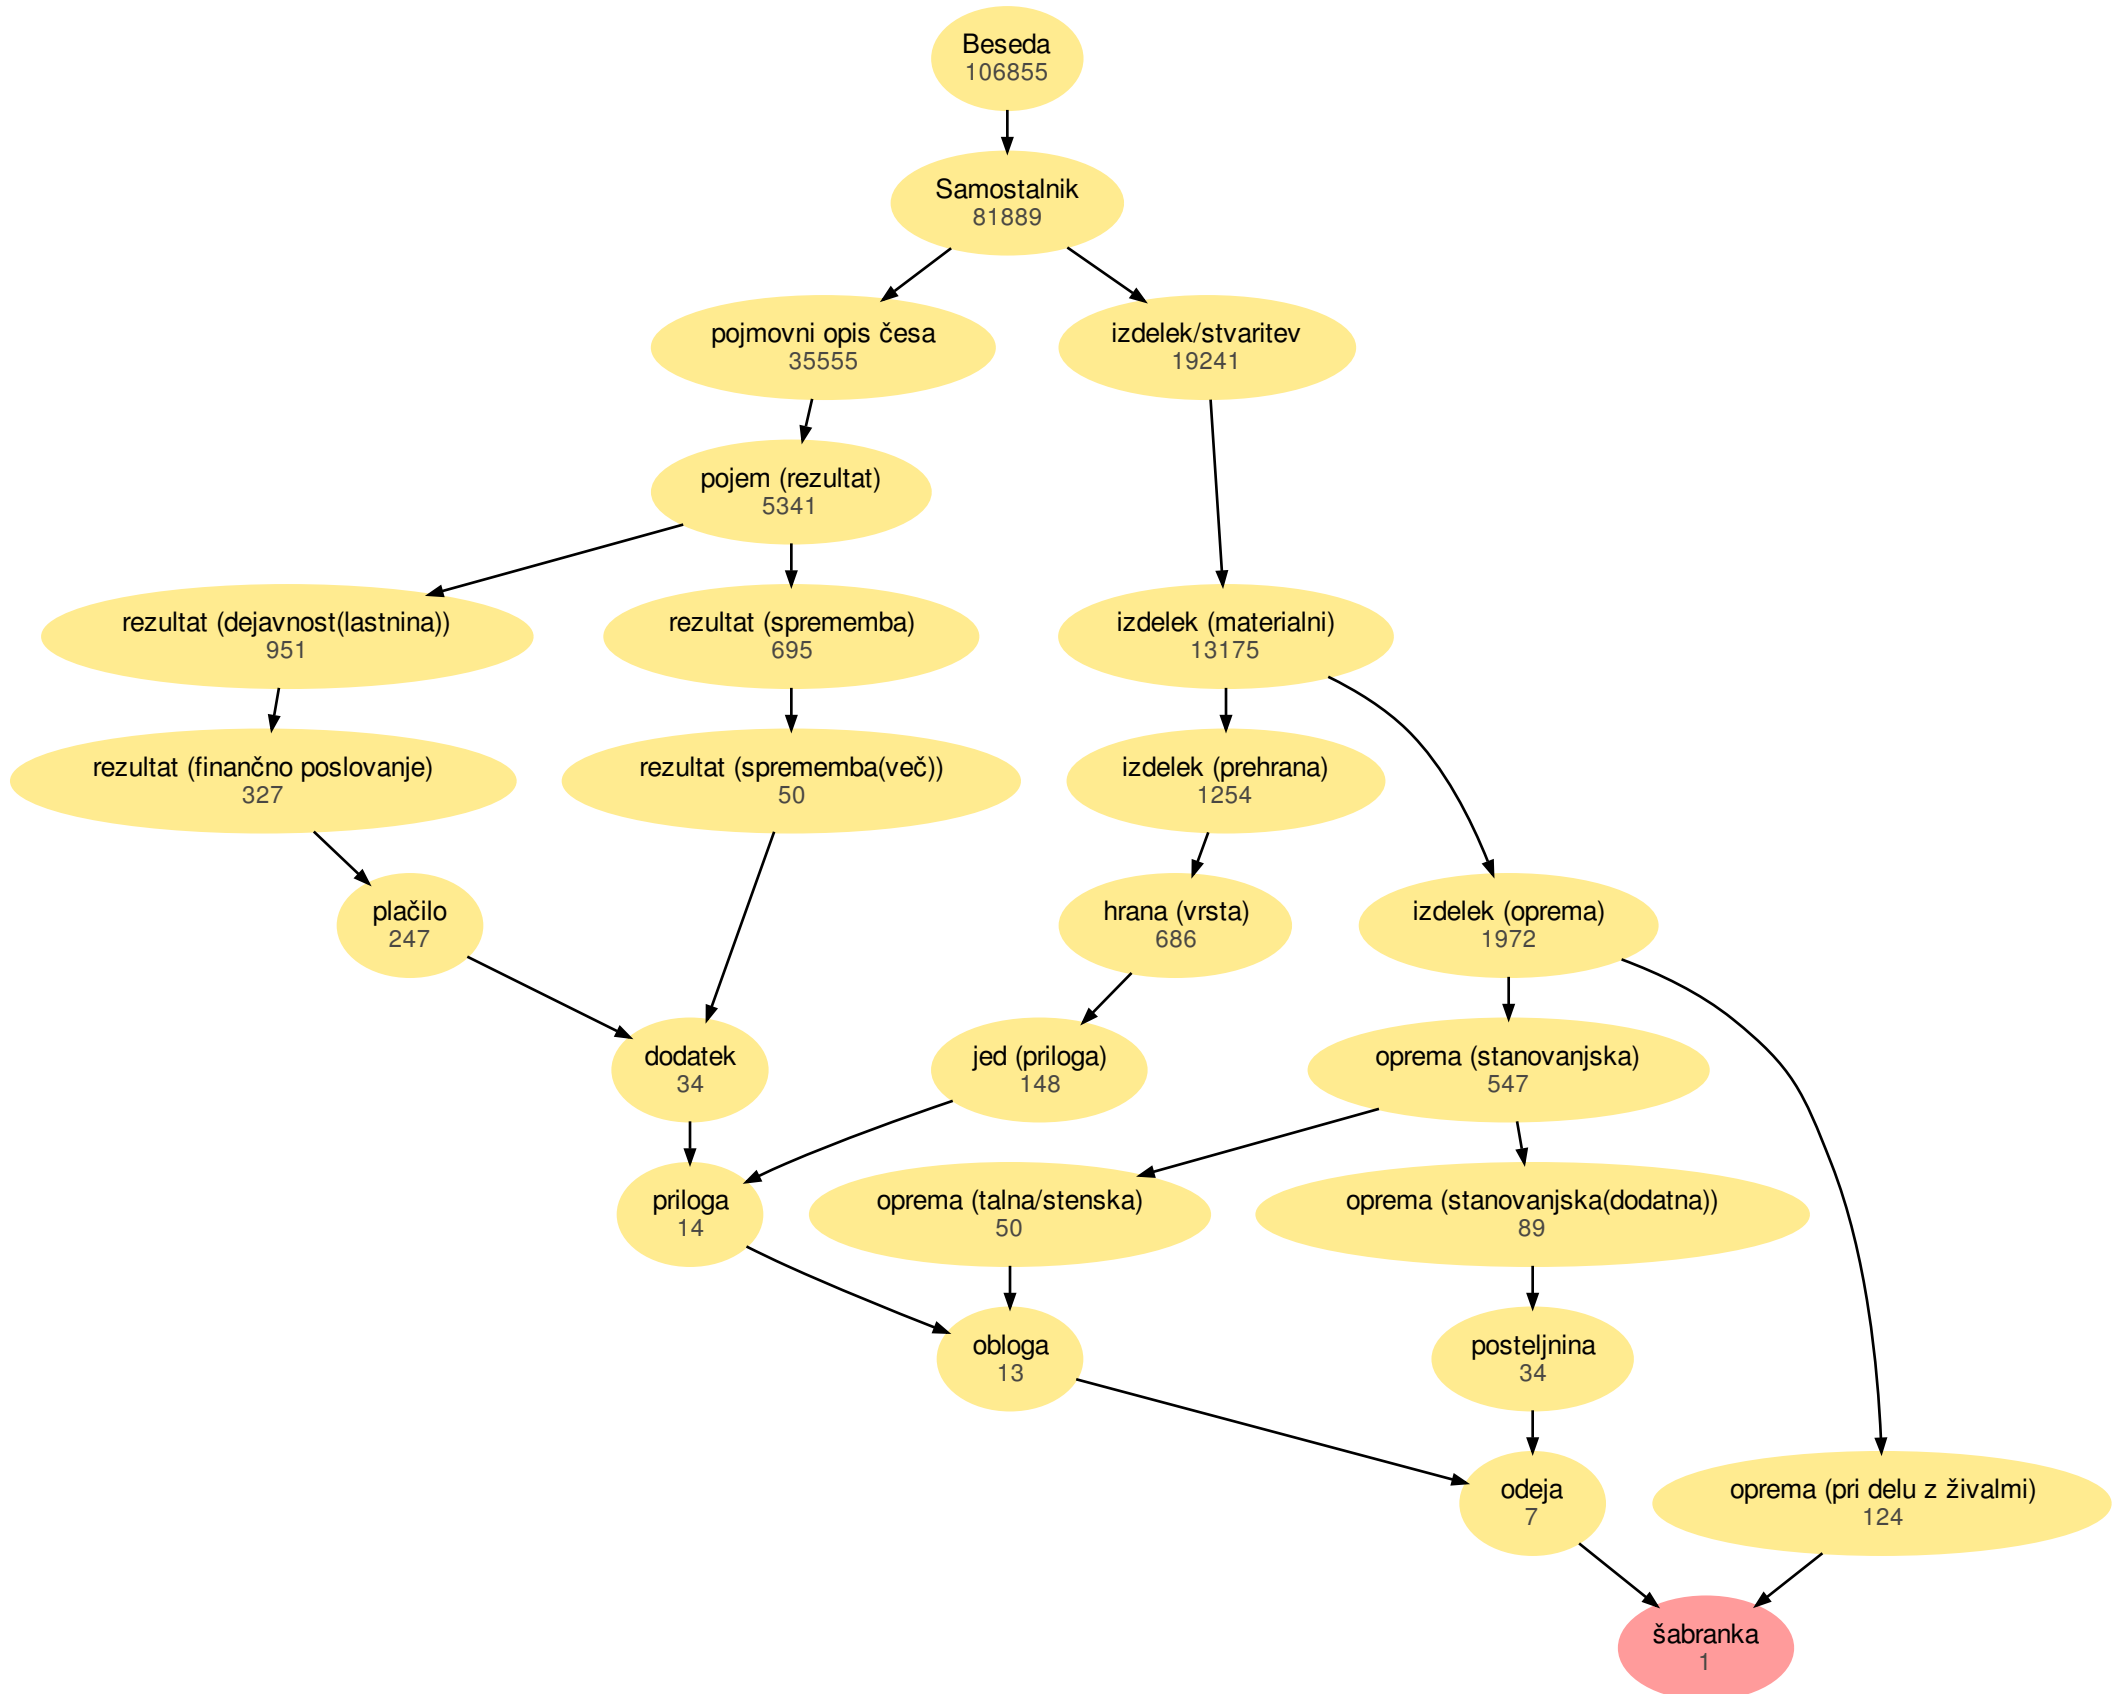 Beseda
106855
Samostalnik
81889
pojmovni opis česa
35555
izdelek/stvaritev
19241
pojem (rezultat)
5341
rezultat (dejavnost(lastnina))
951
rezultat (sprememba)
695
izdelek (materialni)
13175
rezultat (finančno poslovanje)
327
rezultat (sprememba(več))
50
izdelek (prehrana)
1254
plačilo
247
hrana (vrsta)
686
izdelek (oprema)
1972
dodatek
34
jed (priloga)
148
oprema (stanovanjska)
547
priloga
14
oprema (talna/stenska)
50
oprema (stanovanjska(dodatna))
89
obloga
13
posteljnina
34
odeja
7
oprema (pri delu z živalmi)
124
šabranka
1